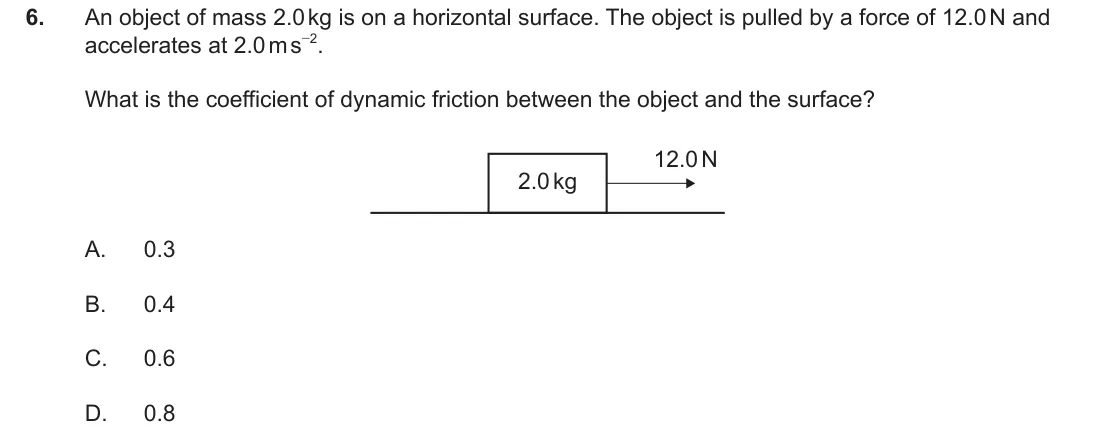 6. An object of mass 2.0 kg is on a horizontal surface. The object is pulled by a force of 12.0 N and
accelerates at 2.0 m s⁻².
What is the coefficient of dynamic friction between the object and the surface?
12.0 N
2.0 kg
A. 0.3
B. 0.4
C. 0.6
D. 0.8